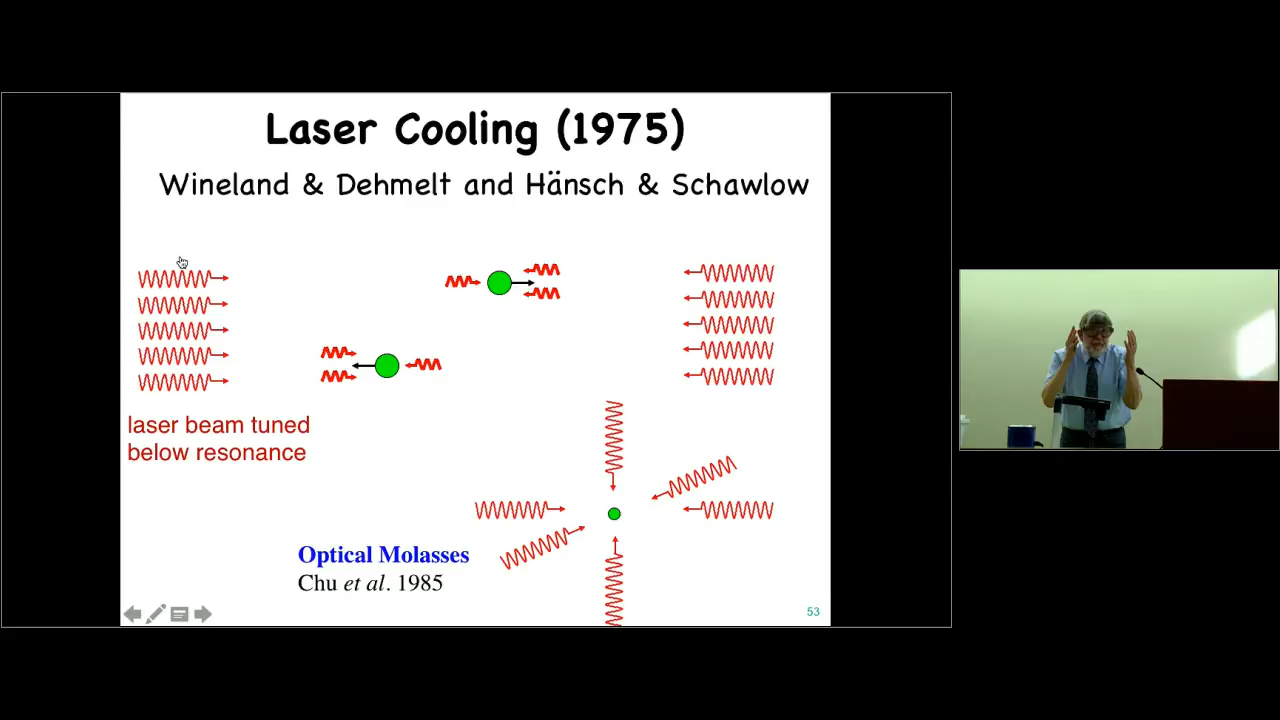 Laser Cooling (1975)
Wineland & Dehmelt and Hänsch & Schawlow
laser beam tuned
below resonance
Optical Molasses
Chu et al. 1985
53